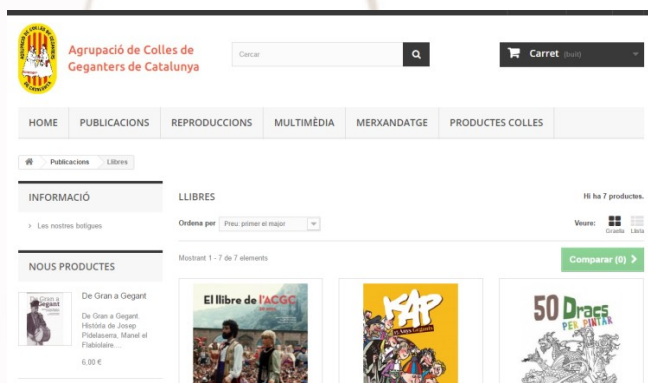 Agrupació de Colles de
Geganters de Catalunya
Cercar
Carret (buit)
HOME PUBLICACIONS REPRODUCCIONS MULTIMÈDIA MERXANDATGE PRODUCTES COLLES
Publicacions Llibres
INFORMACIÓ
> Les nostres botigues
NOUS PRODUCTES
De Gran a Gegant
De Gran a Gegant
De Gran a Gegant.
Història de Josep
Pidelaserra, Manel el
Flabiolaire....
6,00 €
LLIBRES
Hi ha 7 productes.
Ordena per Preu: primer el major
Veure: Graella Llista
Mostrant 1 - 7 de 7 elements
Comparar (0) >
El llibre de l'ACGC
KAP
50 Dracs
PER PINTAR